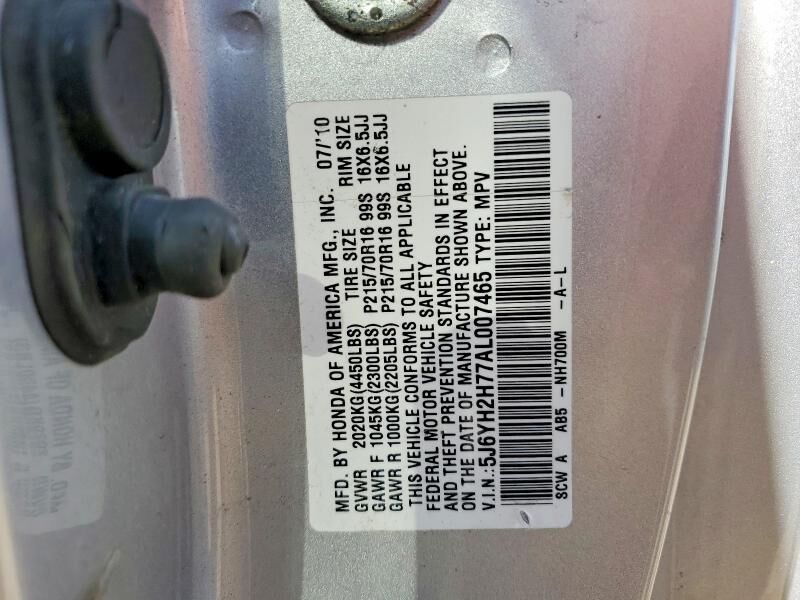 MFD. BY HONDA OF AMERICA MFG., INC. 07/'10
GVWR 2020KG(4450LBS) TIRE SIZE RIM SIZE
GAWR F 1045KG(2300LBS) P215/70R16 99S 16X6.5JJ
GAWR R 1000KG(2205LBS) P215/70R16 99S 16X6.5JJ
THIS VEHICLE CONFORMS TO ALL APPLICABLE
FEDERAL MOTOR VEHICLE SAFETY
AND THEFT PREVENTION STANDARDS IN EFFECT
ON THE DATE OF MANUFACTURE SHOWN ABOVE.
V.I.N.:5J6YH2H77AL007465 TYPE: MPV
SCW A AB5 -NH700M -A-L